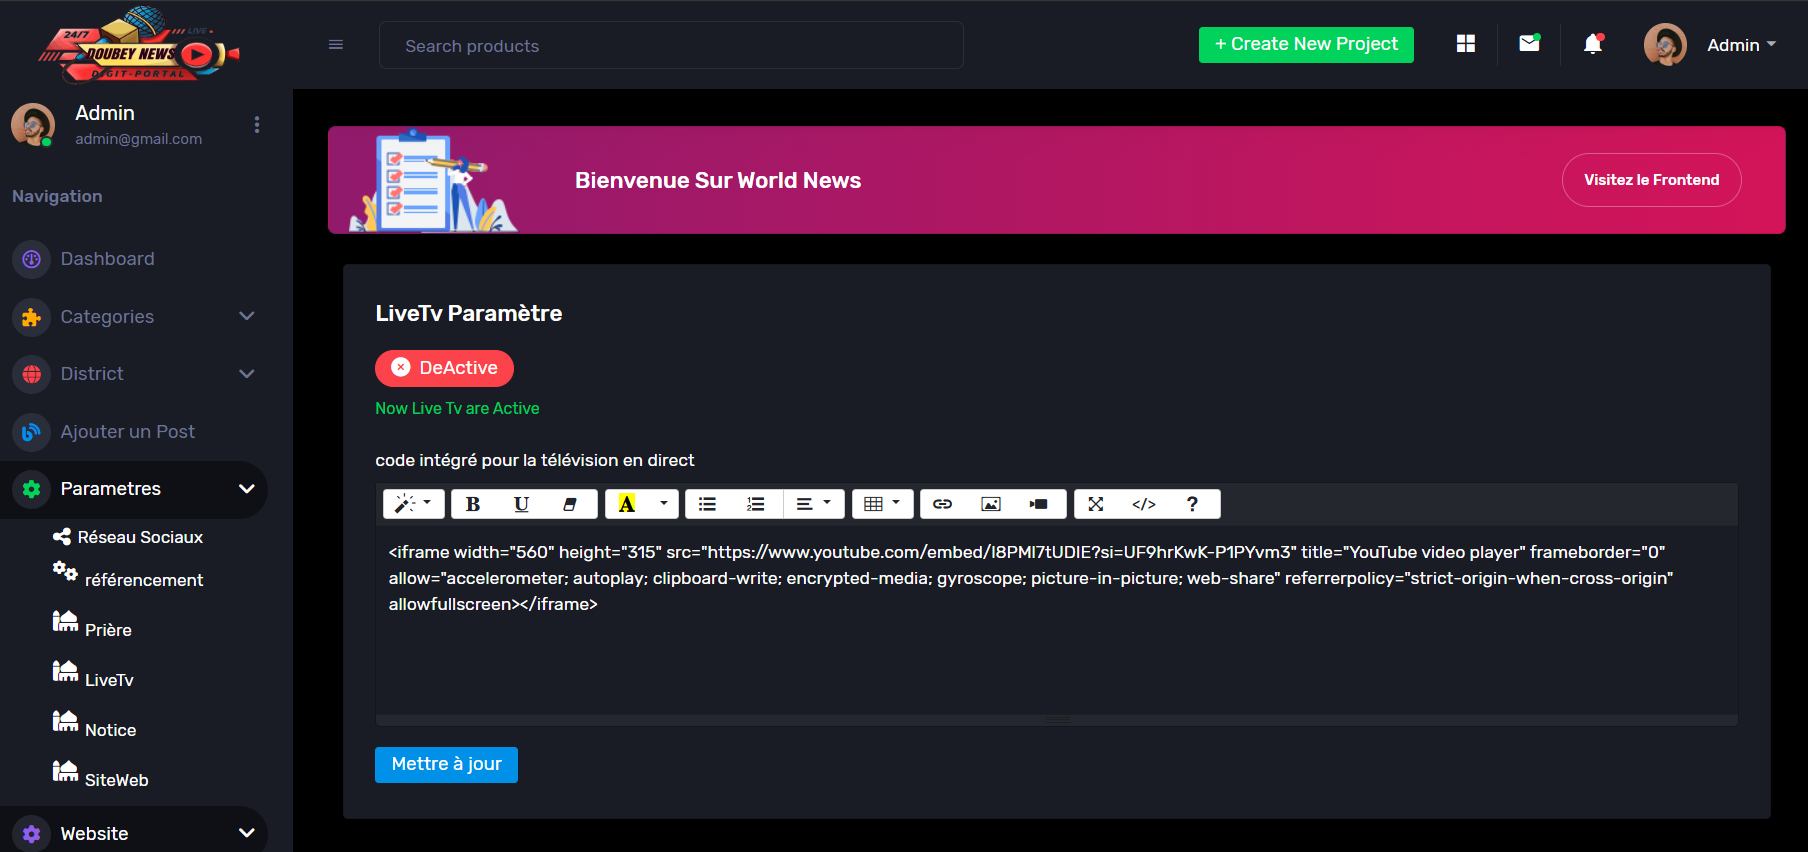 24/7
LIVE
DOUBEY NEWS
DIGIT-PORTAL
Search products
+ Create New Project
Admin
Admin
admin@gmail.com
Navigation
Dashboard
Categories
District
Ajouter un Post
Parametres
Réseau Sociaux
référencement
Prière
LiveTv
Notice
SiteWeb
Website
Bienvenue Sur World News
Visitez le Frontend
LiveTv Paramètre
DeActive
Now Live Tv are Active
code intégré pour la télévision en direct
B U A </> ?
<iframe width="560" height="315" src="https://www.youtube.com/embed/I8PMI7tUDIE?si=UF9hrKwK-P1PYvm3" title="YouTube video player" frameborder="0"
allow="accelerometer; autoplay; clipboard-write; encrypted-media; gyroscope; picture-in-picture; web-share" referrerpolicy="strict-origin-when-cross-origin"
allowfullscreen></iframe>
Mettre à jour